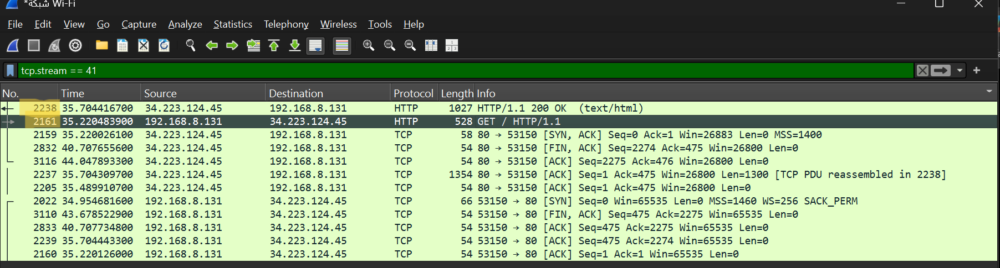 *شبكة Wi-Fi
File Edit View Go Capture Analyze Statistics Telephony Wireless Tools Help
tcp.stream == 41
No. Time Source Destination Protocol Length Info
2238 35.704416700 34.223.124.45 192.168.8.131 HTTP 1027 HTTP/1.1 200 OK (text/html)
2161 35.220483900 192.168.8.131 34.223.124.45 HTTP 528 GET / HTTP/1.1
2159 35.220026100 34.223.124.45 192.168.8.131 TCP 58 80 → 53150 [SYN, ACK] Seq=0 Ack=1 Win=26883 Len=0 MSS=1400
2832 40.707655600 34.223.124.45 192.168.8.131 TCP 54 80 → 53150 [FIN, ACK] Seq=2274 Ack=475 Win=26800 Len=0
3116 44.047893300 34.223.124.45 192.168.8.131 TCP 54 80 → 53150 [ACK] Seq=2275 Ack=476 Win=26800 Len=0
2237 35.704309700 34.223.124.45 192.168.8.131 TCP 1354 80 → 53150 [ACK] Seq=1 Ack=475 Win=26800 Len=1300 [TCP PDU reassembled in 2238]
2205 35.489910700 34.223.124.45 192.168.8.131 TCP 54 80 → 53150 [ACK] Seq=1 Ack=475 Win=26800 Len=0
2022 34.954681600 192.168.8.131 34.223.124.45 TCP 66 53150 → 80 [SYN] Seq=0 Win=65535 Len=0 MSS=1460 WS=256 SACK_PERM
3110 43.678522900 192.168.8.131 34.223.124.45 TCP 54 53150 → 80 [FIN, ACK] Seq=475 Ack=2275 Win=65535 Len=0
2833 40.707734800 192.168.8.131 34.223.124.45 TCP 54 53150 → 80 [ACK] Seq=475 Ack=2275 Win=65535 Len=0
2239 35.704443300 192.168.8.131 34.223.124.45 TCP 54 53150 → 80 [ACK] Seq=475 Ack=2274 Win=65535 Len=0
2160 35.220126000 192.168.8.131 34.223.124.45 TCP 54 53150 → 80 [ACK] Seq=1 Ack=1 Win=65535 Len=0